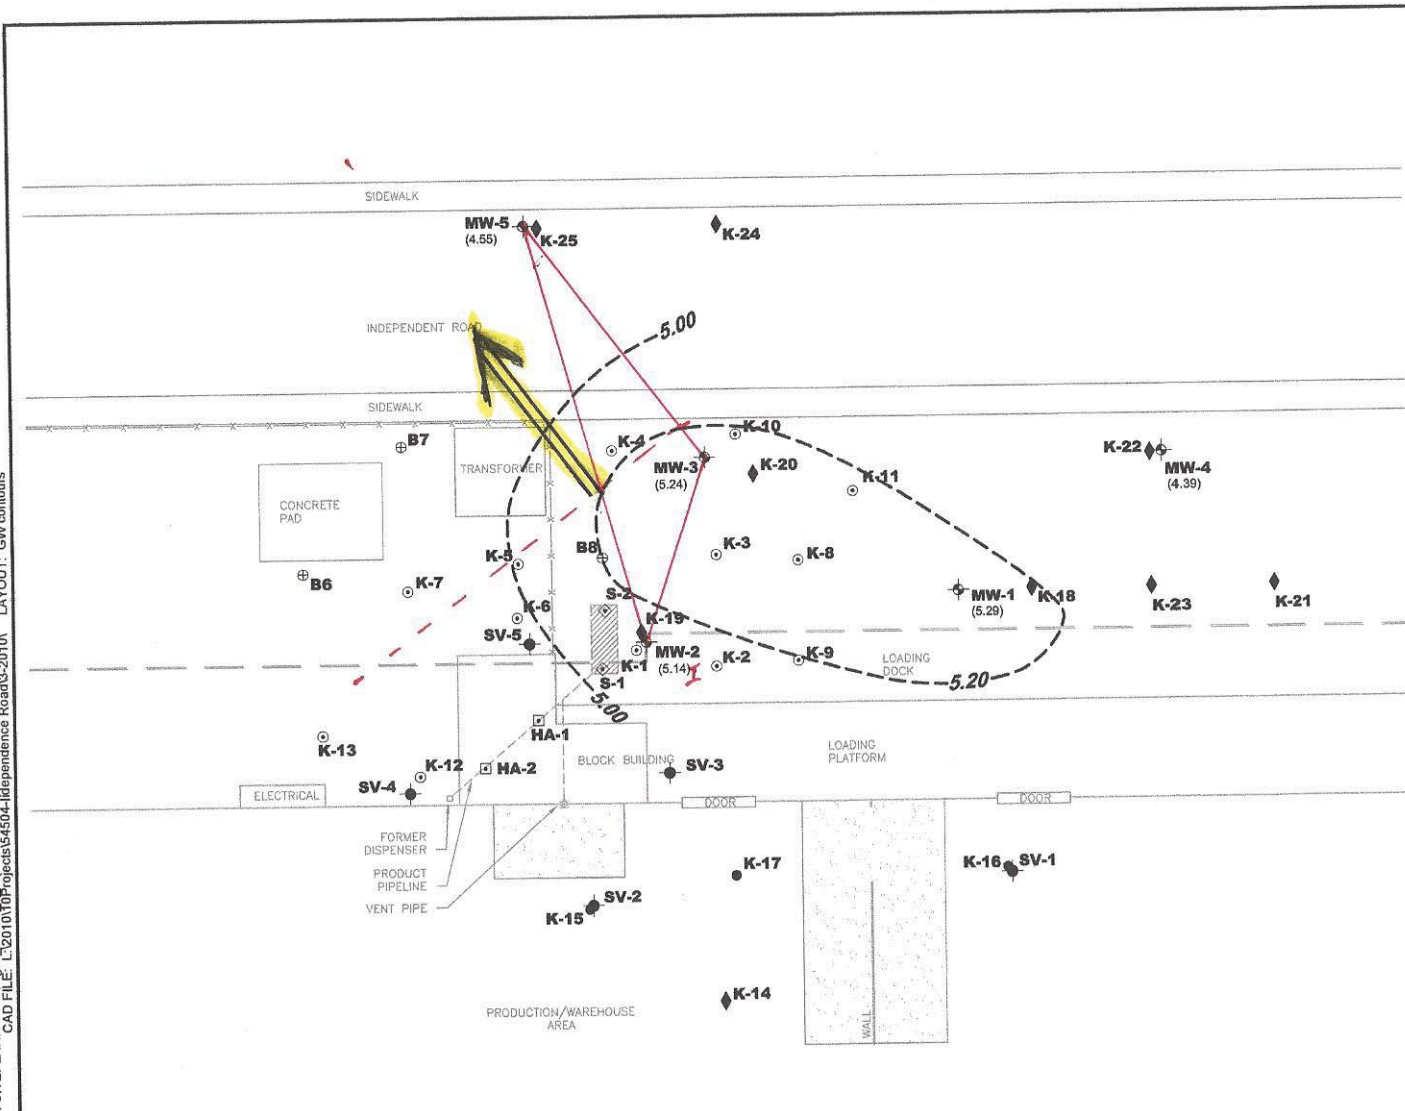 SIDEWALK
MW-5
(4.55)
K-25
K-24
INDEPENDENT ROAD
5.00
SIDEWALK
B7
K-4
K-10
K-22
MW-4
(4.39)
TRANSFORMER
MW-3
(5.24)
K-20
K-11
CONCRETE
PAD
K-5
B8
K-3
K-8
B6
K-7
MW-1
(5.29)
K-18
K-23
K-21
S-2
K-6
K-19
SV-5
MW-2
(5.14)
K-1
K-2
K-9
LOADING
DOCK
S-1
5.20
5.00
HA-1
K-13
BLOCK BUILDING
LOADING
PLATFORM
HA-2
K-12
SV-3
SV-4
ELECTRICAL
DOOR
DOOR
FORMER
DISPENSER
PRODUCT
PIPELINE
VENT PIPE
K-17
K-16
SV-1
SV-2
K-15
K-14
PRODUCTION/WAREHOUSE
AREA
WALL
CAD FILE: L:\2010\10Projects\54504-Independence Road\3-2010\ LAYOUT: GW contours